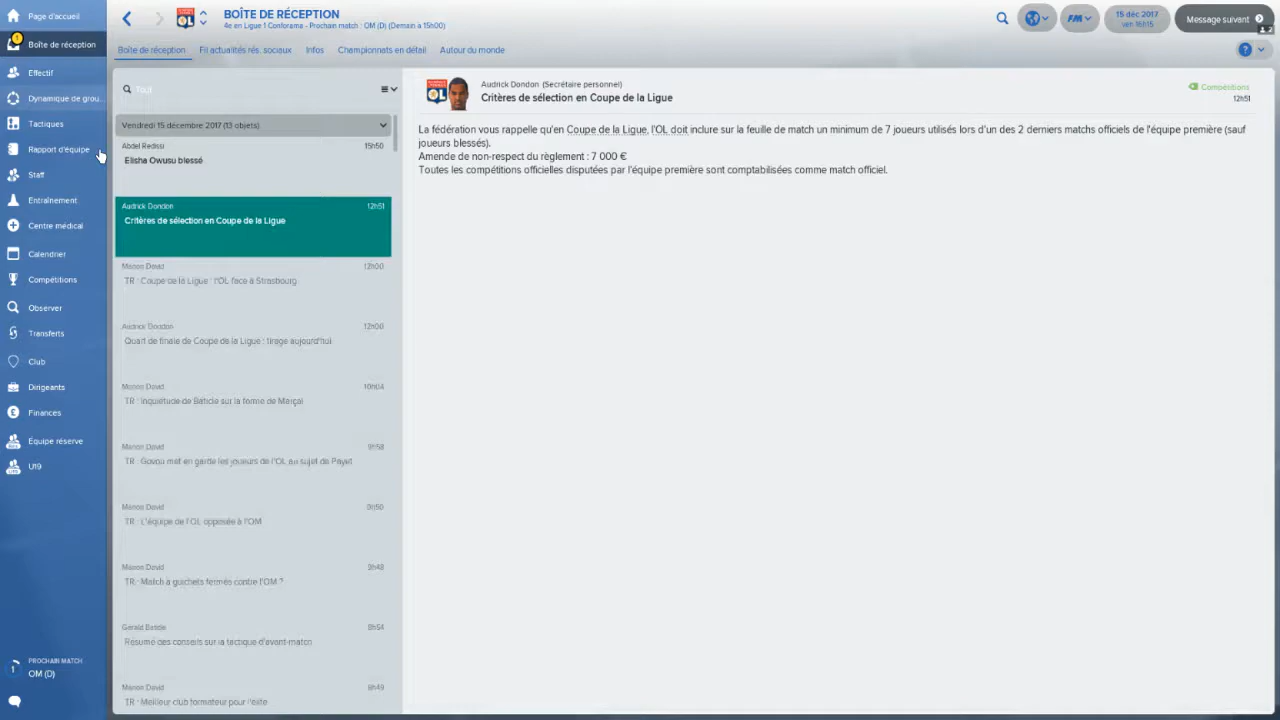 Page d'accueil
Boîte de réception
Effectif
Dynamique de grou...
Tactiques
Rapport d'équipe
Staff
Entraînement
Centre médical
Calendrier
Compétitions
Observer
Transferts
Club
Dirigeants
Finances
Équipe réserve
U19
1
PROCHAIN MATCH
OM (D)
BOÎTE DE RÉCEPTION
4e en Ligue 1 Conforama - Prochain match : OM (D) (Demain à 15h00)
FM
15 déc 2017
ven 16h15
Message suivant
2
Boîte de réception Fil actualités rés. sociaux Infos Championnats en détail Autour du monde
?
Tout
Vendredi 15 décembre 2017 (13 objets)
Abdel Redissi 15h50
Elisha Owusu blessé
Audrick Dondon 12h51
Critères de sélection en Coupe de la Ligue
Manon David 12h00
TR : Coupe de la Ligue : l'OL face à Strasbourg
Audrick Dondon 12h00
Quart de finale de Coupe de la Ligue : tirage aujourd'hui
Manon David 10h04
TR : Inquiétude de Baticle sur la forme de Marçal
Manon David 9h58
TR : Govou met en garde les joueurs de l'OL au sujet de Payet
Manon David
TR : L'équipe de l'OL opposée à l'OM
Manon David
TR : Match à guichets fermés contre l'OM ?
Gérald Baticle
Résumé des conseils sur la tactique d'avant-match
Manon David
TR : Meilleur club formateur pour l'élite
OL
Audrick Dondon (Secrétaire personnel)
Critères de sélection en Coupe de la Ligue
Compétitions
12h51
La fédération vous rappelle qu'en Coupe de la Ligue, l'OL doit inclure sur la feuille de match un minimum de 7 joueurs utilisés lors d'un des 2 derniers matchs officiels de l'équipe première (sauf
joueurs blessés).
Amende de non-respect du règlement : 7 000 €
Toutes les compétitions officielles disputées par l'équipe première sont comptabilisées comme match officiel.